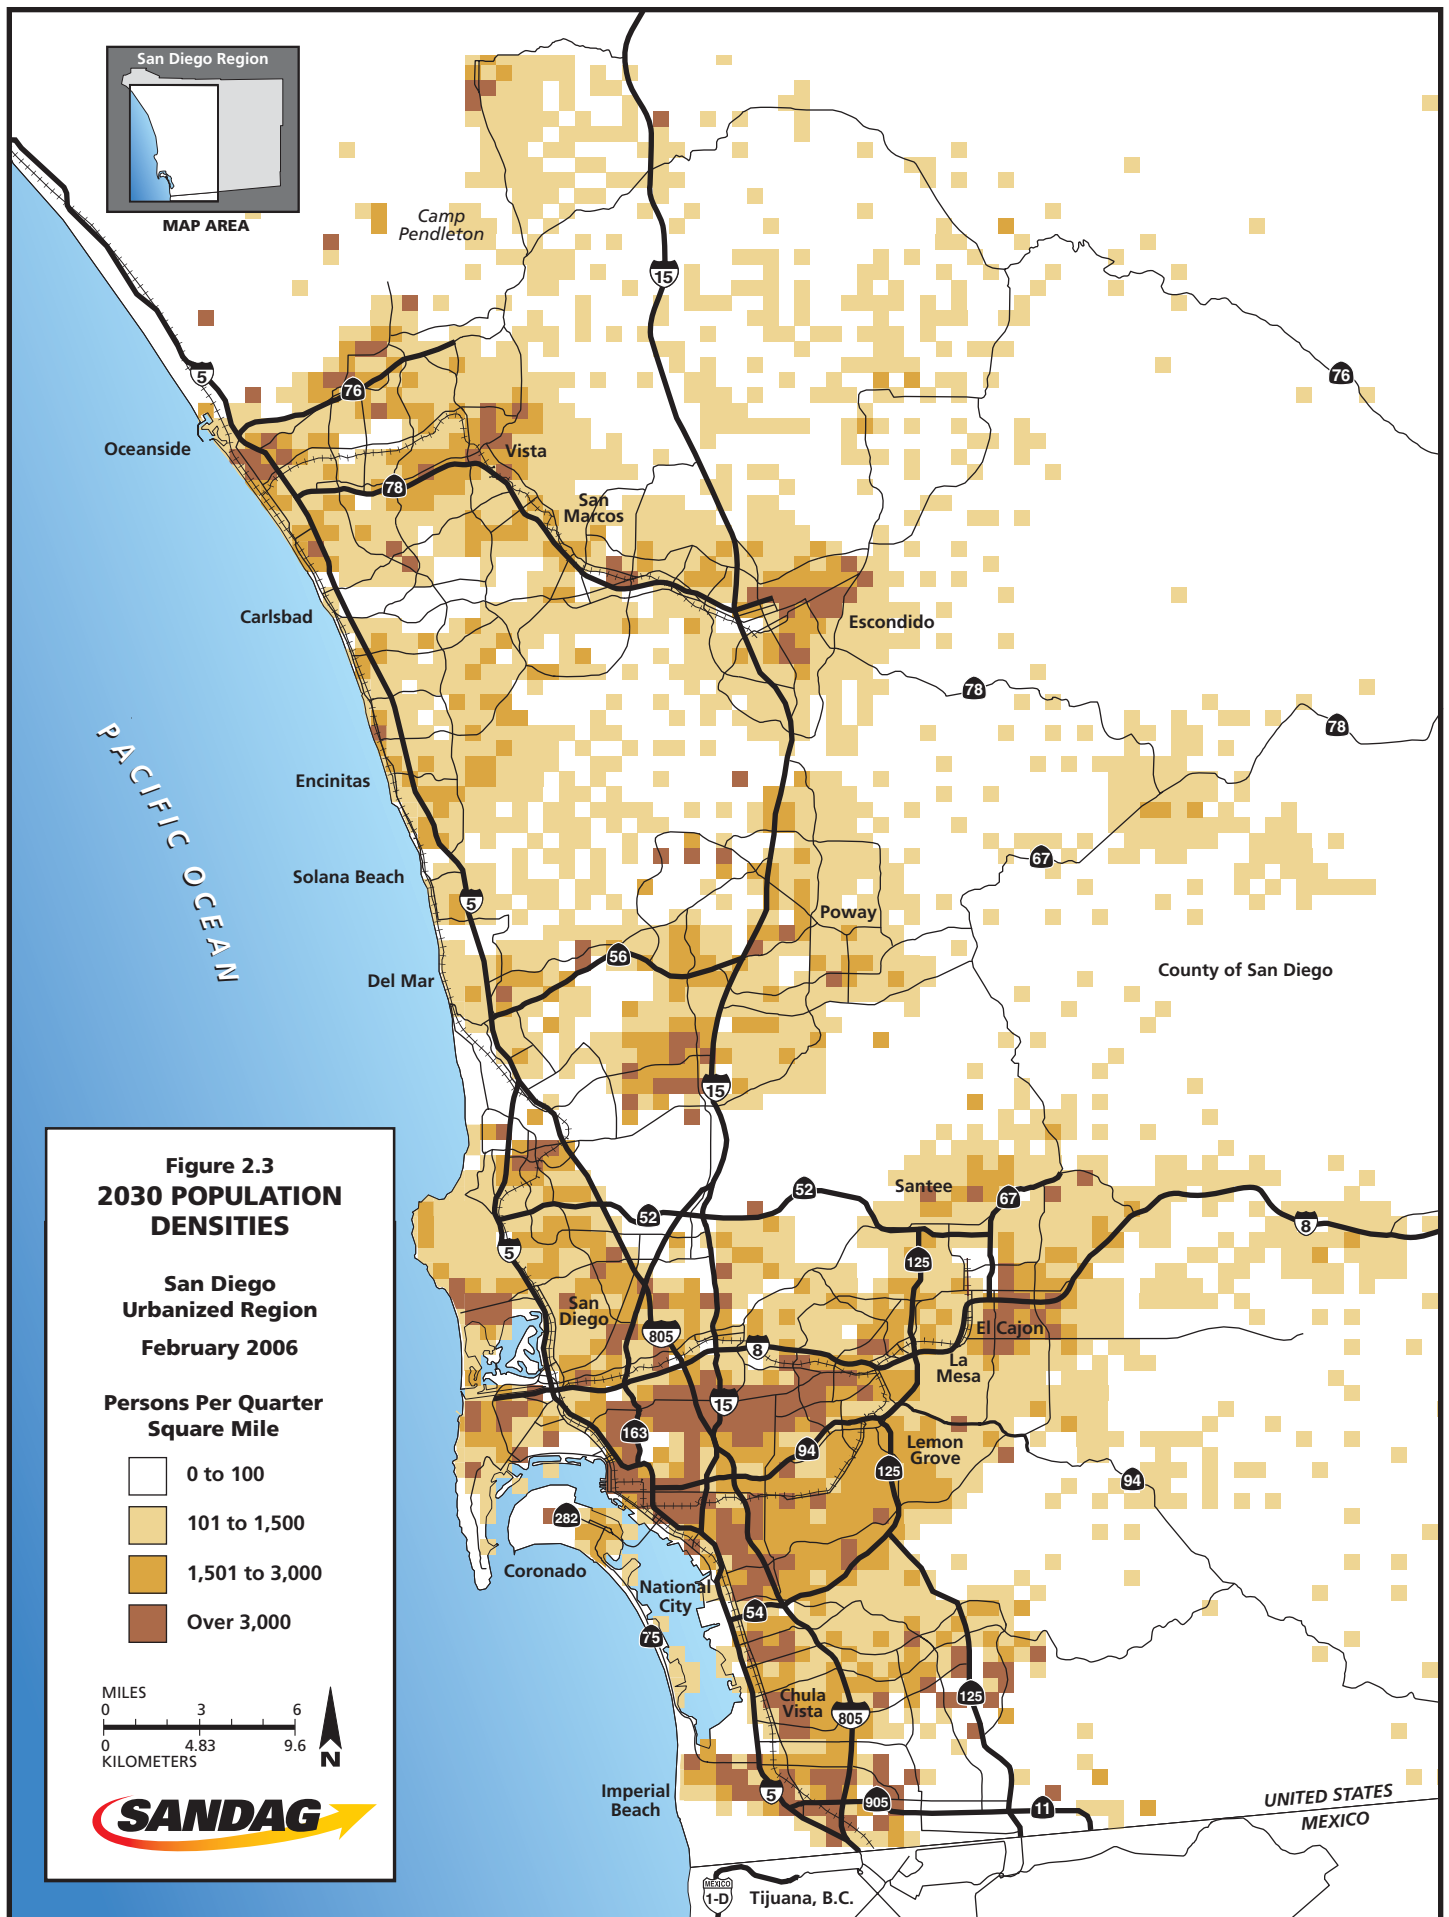 San Diego Region
MAP AREA
Camp
Pendleton
15
5
76
76
Oceanside
Vista
78
San
Marcos
Carlsbad
Escondido
78
78
PACIFIC OCEAN
Encinitas
67
Solana Beach
5
Poway
56
County of San Diego
Del Mar
15
Figure 2.3
2030 POPULATION
DENSITIES
San Diego
Urbanized Region
February 2006
Persons Per Quarter
Square Mile
0 to 100
101 to 1,500
1,501 to 3,000
Over 3,000
MILES
0 3 6
0 4.83 9.6
KILOMETERS
N
SANDAG
52
Santee
67
52
8
5
125
San
Diego
805
El Cajon
8
La
Mesa
15
163
94
Lemon
Grove
125
94
282
Coronado
National
City
54
75
Chula
Vista
125
805
Imperial
Beach
5
905
11
UNITED STATES
MEXICO
MEXICO
1-D
Tijuana, B.C.